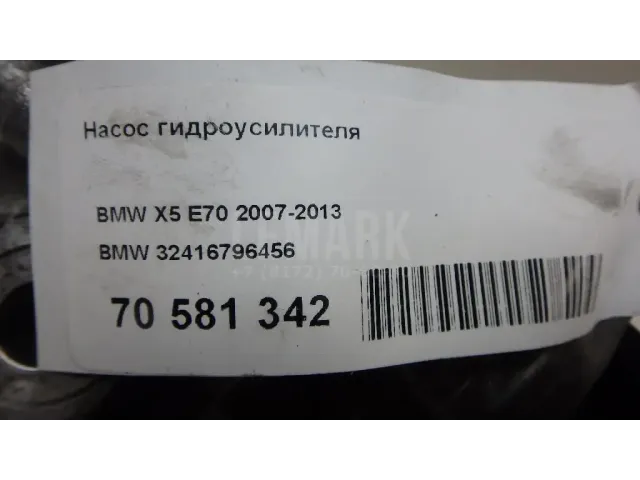 Насос гидроусилителя
BMW X5 E70 2007-2013
BMW 32416796456
70 581 342